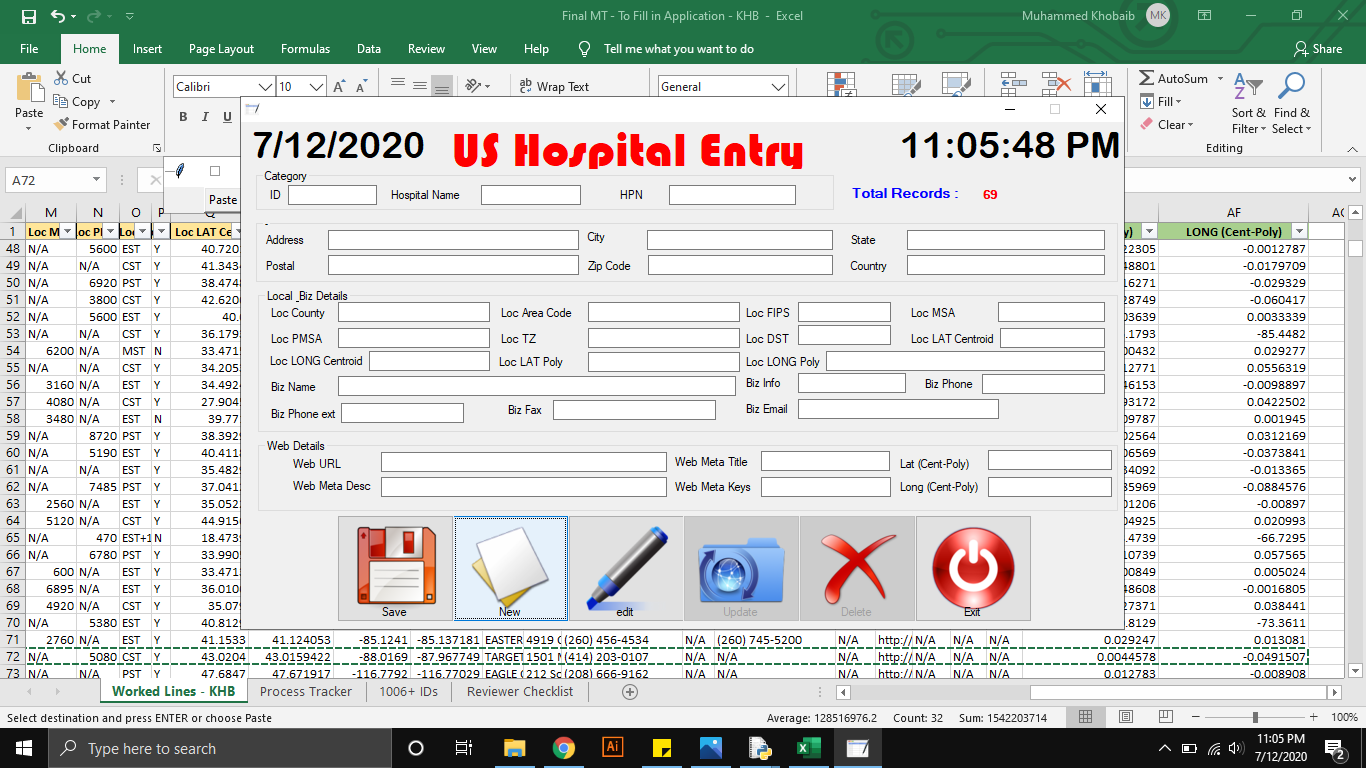 Final MT - To Fill in Application - KHB - Excel
Muhammed Khobaib MK
File Home Insert Page Layout Formulas Data Review View Help Tell me what you want to do Share
Cut
Copy
Format Painter
Paste
Clipboard
Calibri 10
B I U
Wrap Text
General
AutoSum
Fill
Clear
Sort & Filter
Find & Select
Editing
A72
Paste
7/12/2020 US Hospital Entry 11:05:48 PM
Category
ID Hospital Name HPN
Total Records : 69
Address City State
Postal Zip Code Country
Local _Biz Details
Loc County Loc Area Code Loc FIPS Loc MSA
Loc PMSA Loc TZ Loc DST Loc LAT Centroid
Loc LONG Centroid Loc LAT Poly Loc LONG Poly
Biz Name Biz Info Biz Phone
Biz Phone ext Biz Fax Biz Email
Web Details
Web URL Web Meta Title Lat (Cent-Poly)
Web Meta Desc Web Meta Keys Long (Cent-Poly)
Save New edit Update Delete Exit
M N O P AF
1 Loc M Loc LAT Ce LONG (Cent-Poly)
48 N/A 5600 EST Y 40.720 22305 -0.0012787
49 N/A N/A CST Y 41.343 48801 -0.0179709
50 N/A 6920 PST Y 38.4748 16271 -0.029329
51 N/A 3800 CST Y 42.620 28749 -0.060417
52 N/A 5600 EST Y 40. 03639 0.0033339
53 N/A N/A CST Y 36.179 .1793 -85.4482
54 6200 N/A MST N 33.471 00432 0.029277
55 N/A N/A CST Y 34.205 12771 0.0556319
56 3160 N/A EST Y 34.492 46153 -0.0098897
57 4080 N/A CST Y 27.904 93172 0.0422502
58 3480 N/A EST N 39.77 09787 0.001945
59 N/A 8720 PST Y 38.3929 02564 0.0312169
60 N/A 5190 EST Y 40.411 06569 -0.0373841
61 N/A N/A EST Y 35.482 34092 -0.013365
62 N/A 7485 PST Y 37.041 35969 -0.0884576
63 2560 N/A EST Y 35.052 01206 -0.00897
64 5120 N/A CST Y 44.915 04925 0.020993
65 N/A 470 EST+1 N 18.473 .4739 -66.7295
66 N/A 6780 PST Y 33.990 10739 0.057565
67 600 N/A EST Y 33.471 00849 0.005024
68 6895 N/A EST Y 36.010 48608 -0.0016805
69 4920 N/A CST Y 35.07 27371 0.038441
70 N/A 5380 EST Y 40.812 .8129 -73.3611
71 2760 N/A EST Y 41.1533 41.124053 -85.1241 -85.137181 EASTER 4919 (260) 456-4534 N/A (260) 745-5200 N/A http:/ N/A N/A N/A 0.029247 0.013081
72 N/A 5080 CST Y 43.0204 43.0159422 -88.0169 -87.967749 TARGET 1501 (414) 203-0107 N/A N/A N/A http:/ N/A N/A N/A 0.0044578 -0.0491507
73 N/A N/A PST Y 47.6847 47.671917 -116.7792 -116.77029 EAGLE 212 (208) 666-9162 N/A N/A N/A http:/ N/A N/A N/A 0.012783 -0.008908
Worked Lines - KHB Process Tracker 1006+ IDs Reviewer Checklist
Select destination and press ENTER or choose Paste Average: 128516976.2 Count: 32 Sum: 1542203714 100%
Type here to search
11:05 PM
7/12/2020
2